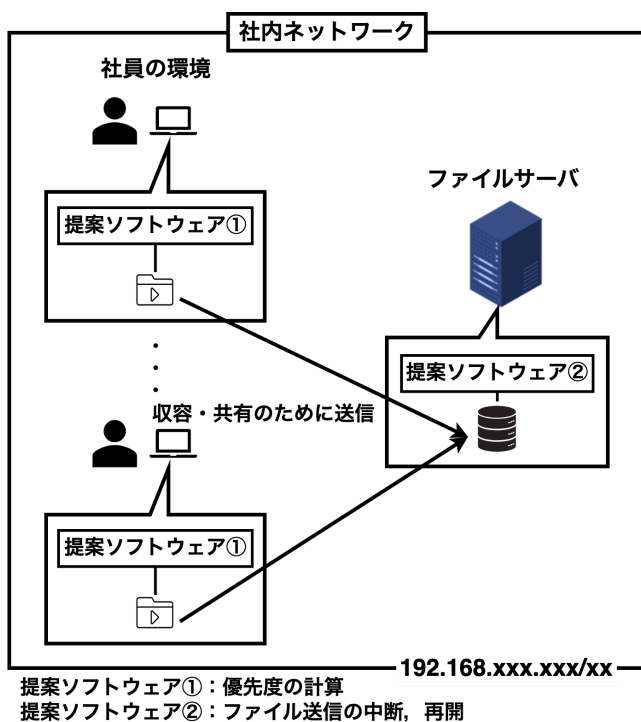 社内ネットワーク
社員の環境
ファイルサーバ
提案ソフトウェア①
提案ソフトウェア②
収容・共有のために送信
提案ソフトウェア①
192.168.xxx.xxx/xx
提案ソフトウェア①：優先度の計算
提案ソフトウェア②：ファイル送信の中断，再開